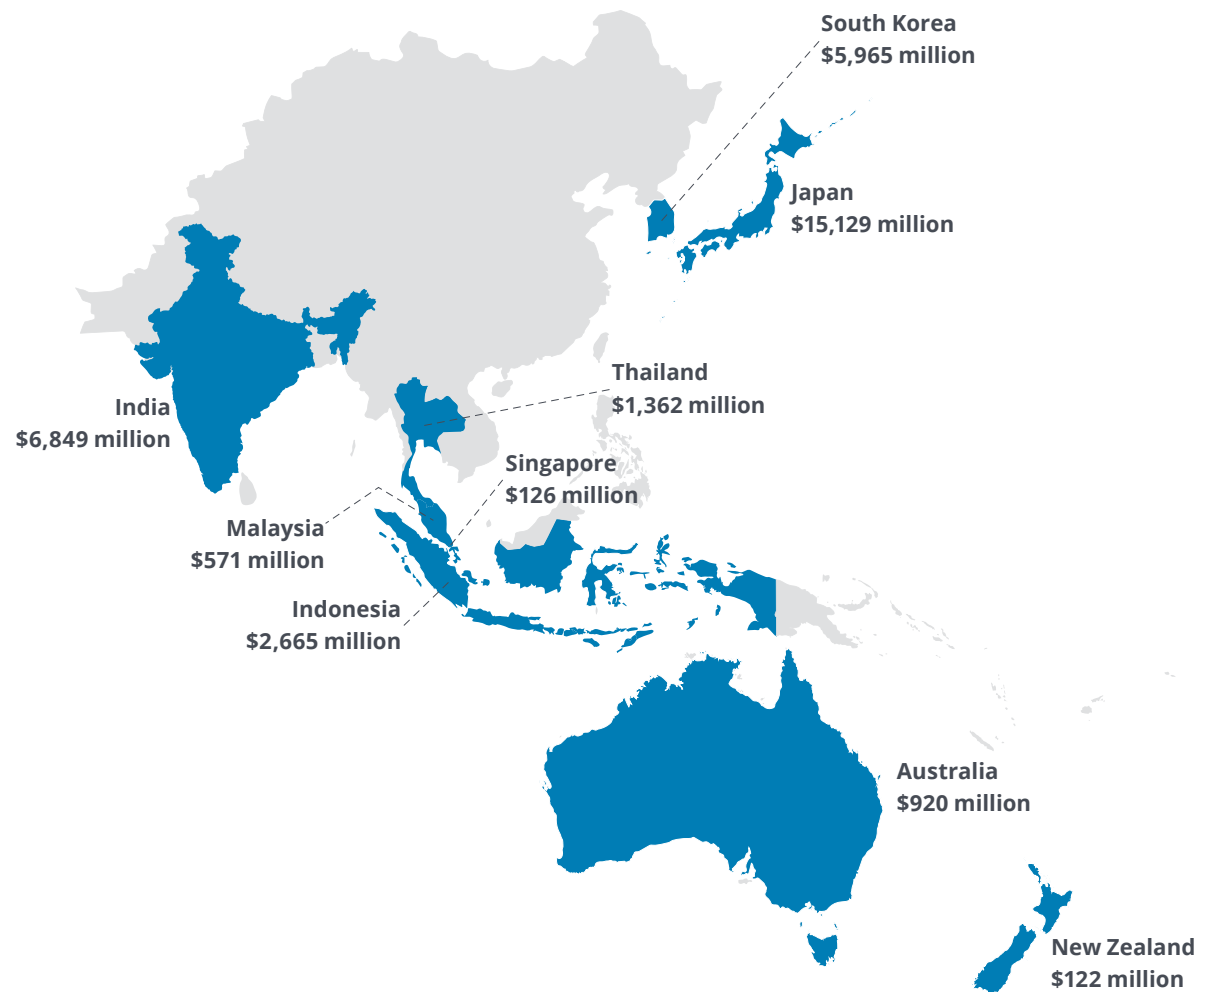 South Korea
$5,965 million
Japan
$15,129 million
Thailand
$1,362 million
India
$6,849 million
Singapore
$126 million
Malaysia
$571 million
Indonesia
$2,665 million
Australia
$920 million
New Zealand
$122 million